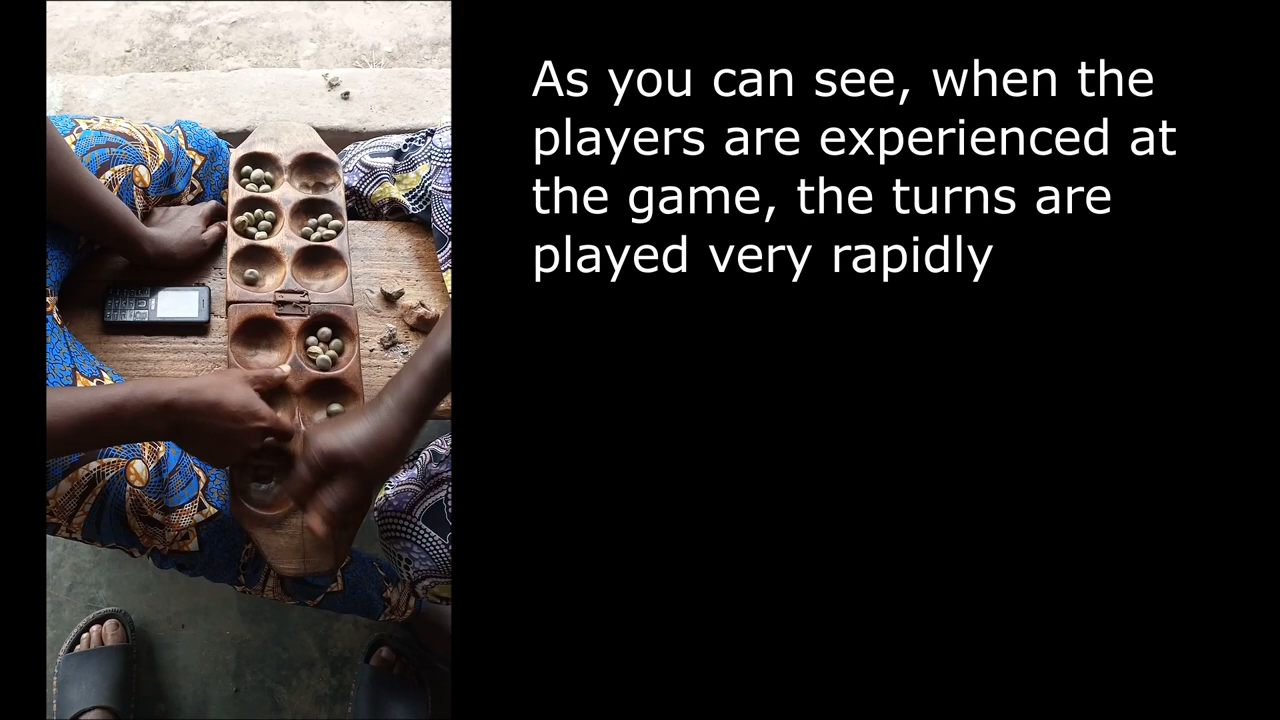 As you can see, when the
players are experienced at
the game, the turns are
played very rapidly